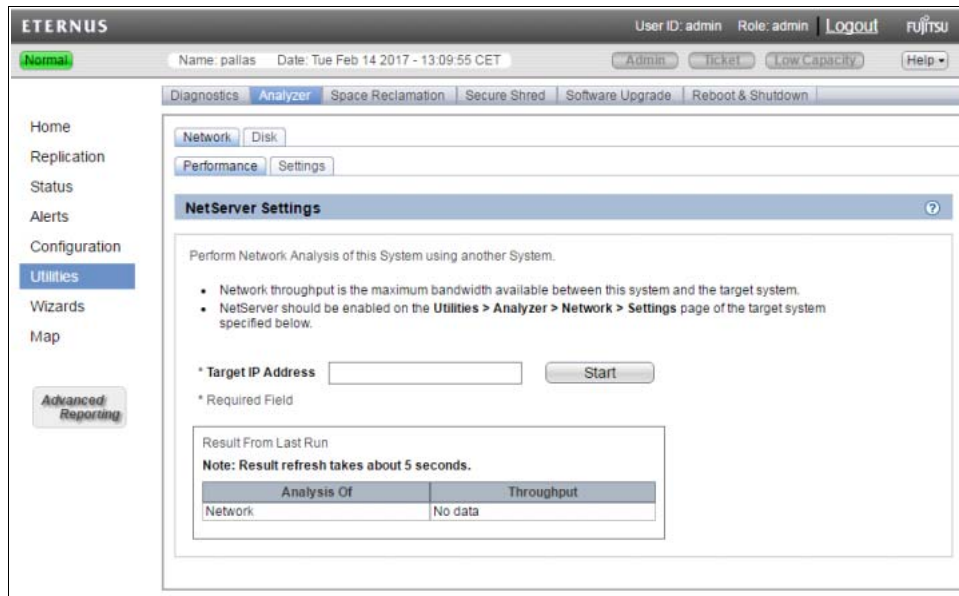 ETERNUS
User ID: admin Role: admin Logout FUJITSU
Normal Name: pallas Date: Tue Feb 14 2017 - 13:09:55 CET Admin Ticket Low Capacity Help
Diagnostics Analyzer Space Reclamation Secure Shred Software Upgrade Reboot & Shutdown
Home
Replication
Status
Alerts
Configuration
Utilities
Wizards
Map
Advanced
Reporting
Network Disk
Performance Settings
NetServer Settings ?
Perform Network Analysis of this System using another System.
• Network throughput is the maximum bandwidth available between this system and the target system.
• NetServer should be enabled on the Utilities > Analyzer > Network > Settings page of the target system
specified below.
* Target IP Address Start
* Required Field
Result From Last Run
Note: Result refresh takes about 5 seconds.
Analysis Of Throughput
Network No data